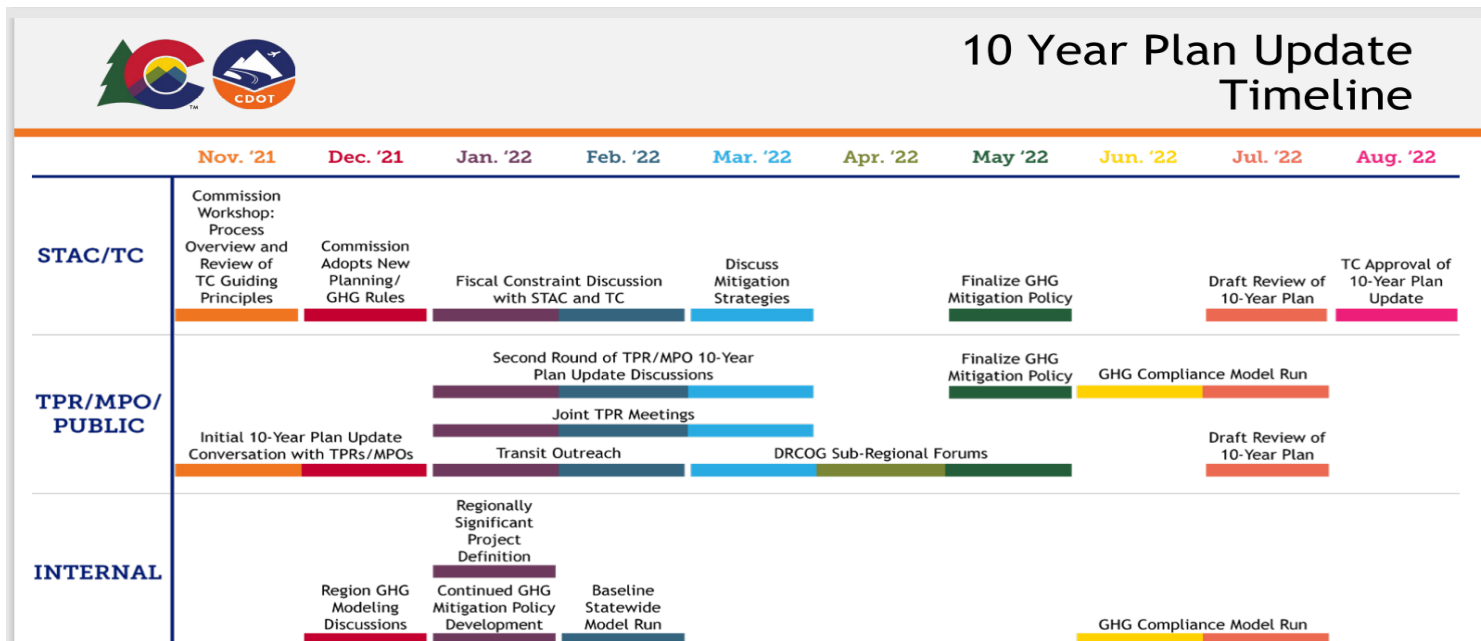 10 Year Plan Update
Timeline
TM
CDOT
Nov. '21 Dec. '21 Jan. '22 Feb. '22 Mar. '22 Apr. '22 May '22 Jun. '22 Jul. '22 Aug. '22
STAC/TC
Commission
Workshop:
Process
Overview and
Review of
TC Guiding
Principles
Commission
Adopts New
Planning/
GHG Rules
Fiscal Constraint Discussion
with STAC and TC
Discuss
Mitigation
Strategies
Finalize GHG
Mitigation Policy
Draft Review of
10-Year Plan
TC Approval of
10-Year Plan
Update
TPR/MPO/
PUBLIC
Second Round of TPR/MPO 10-Year
Plan Update Discussions
Finalize GHG
Mitigation Policy
GHG Compliance Model Run
Joint TPR Meetings
Initial 10-Year Plan Update
Conversation with TPRs/MPOs
Transit Outreach
DRCOG Sub-Regional Forums
Draft Review of
10-Year Plan
INTERNAL
Regionally
Significant
Project
Definition
Region GHG
Modeling
Discussions
Continued GHG
Mitigation Policy
Development
Baseline
Statewide
Model Run
GHG Compliance Model Run